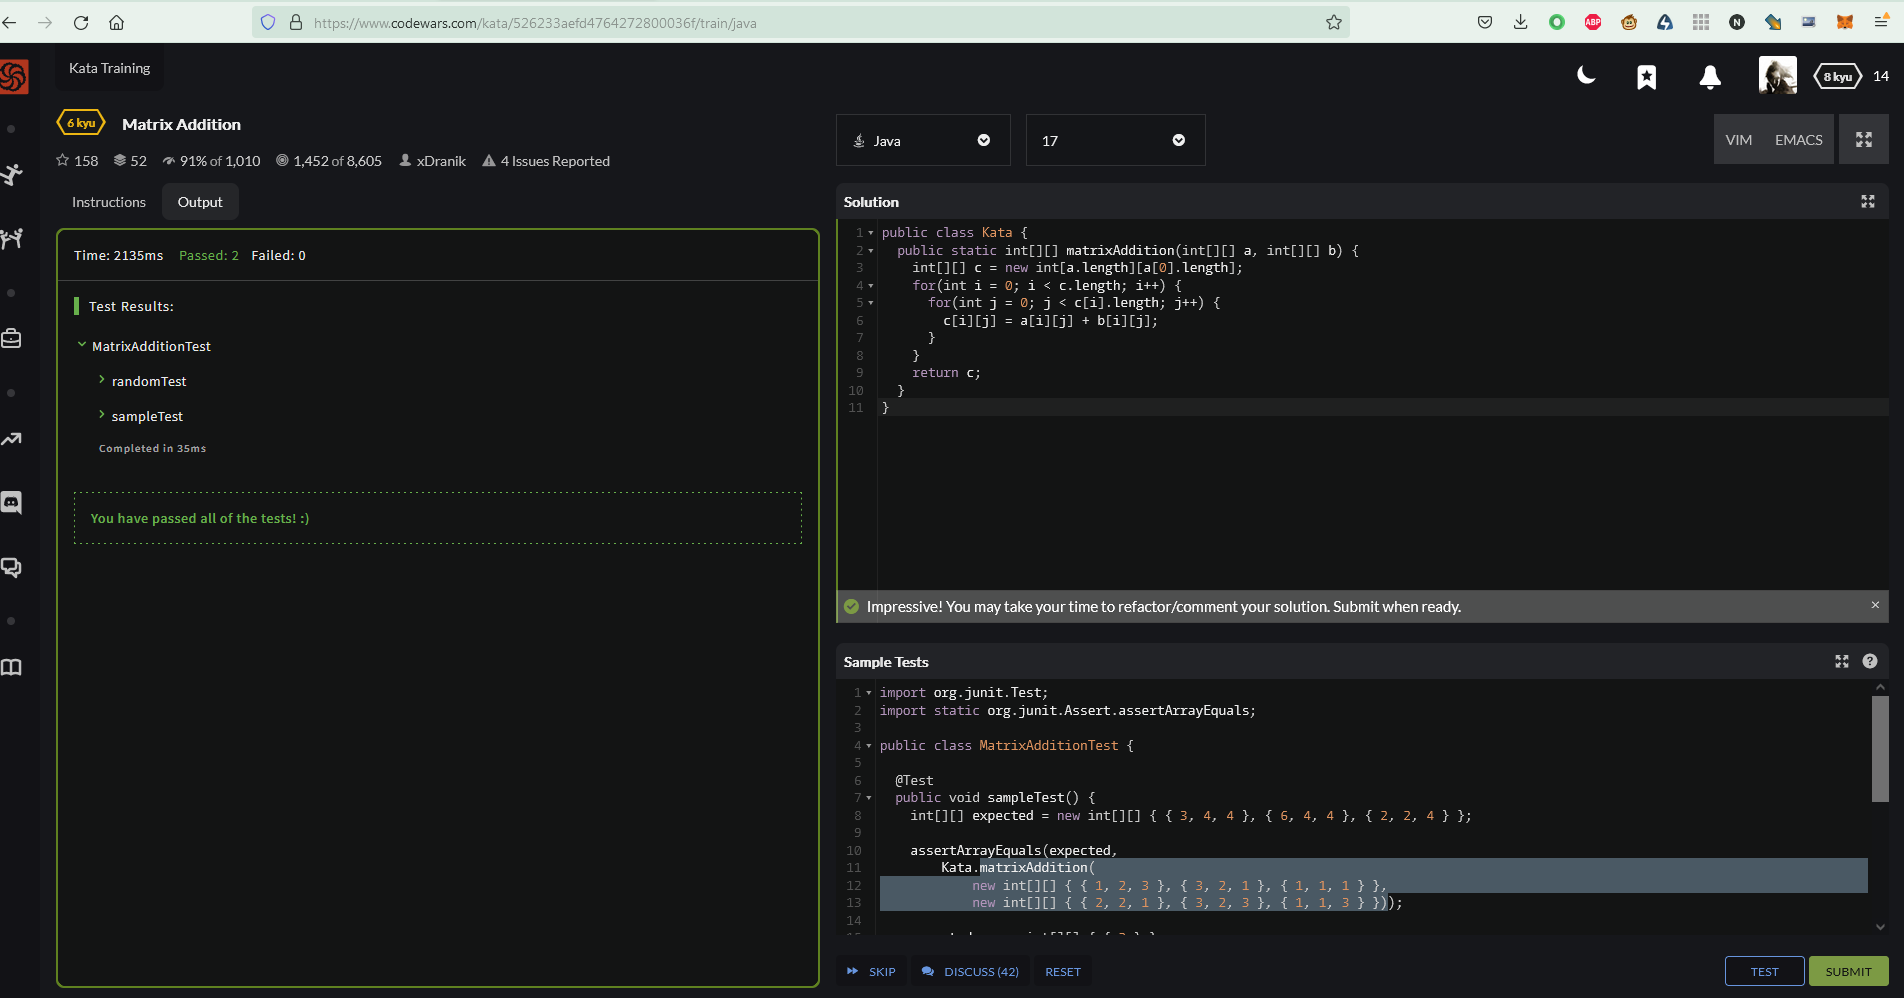 https://www.codewars.com/kata/526233aefd4764272800036f/train/java
ABP
N
Kata Training
8 kyu
14
6 kyu
Matrix Addition
158 52 91% of 1,010 1,452 of 8,605 xDranik 4 Issues Reported
Java
17
VIM
EMACS
Instructions
Output
Time: 2135ms Passed: 2 Failed: 0
Test Results:
MatrixAdditionTest
randomTest
sampleTest
Completed in 35ms
You have passed all of the tests! :)
Solution
1 public class Kata {
2 public static int[][] matrixAddition(int[][] a, int[][] b) {
3 int[][] c = new int[a.length][a[0].length];
4 for(int i = 0; i < c.length; i++) {
5 for(int j = 0; j < c[i].length; j++) {
6 c[i][j] = a[i][j] + b[i][j];
7 }
8 }
9 return c;
10 }
11 }
Impressive! You may take your time to refactor/comment your solution. Submit when ready.
×
Sample Tests
?
1 import org.junit.Test;
2 import static org.junit.Assert.assertArrayEquals;
3
4 public class MatrixAdditionTest {
5
6 @Test
7 public void sampleTest() {
8 int[][] expected = new int[][] { { 3, 4, 4 }, { 6, 4, 4 }, { 2, 2, 4 } };
9
10 assertArrayEquals(expected,
11 Kata.matrixAddition(
12 new int[][] { { 1, 2, 3 }, { 3, 2, 1 }, { 1, 1, 1 } },
13 new int[][] { { 2, 2, 1 }, { 3, 2, 3 }, { 1, 1, 3 } }));
14
SKIP
DISCUSS (42)
RESET
TEST
SUBMIT